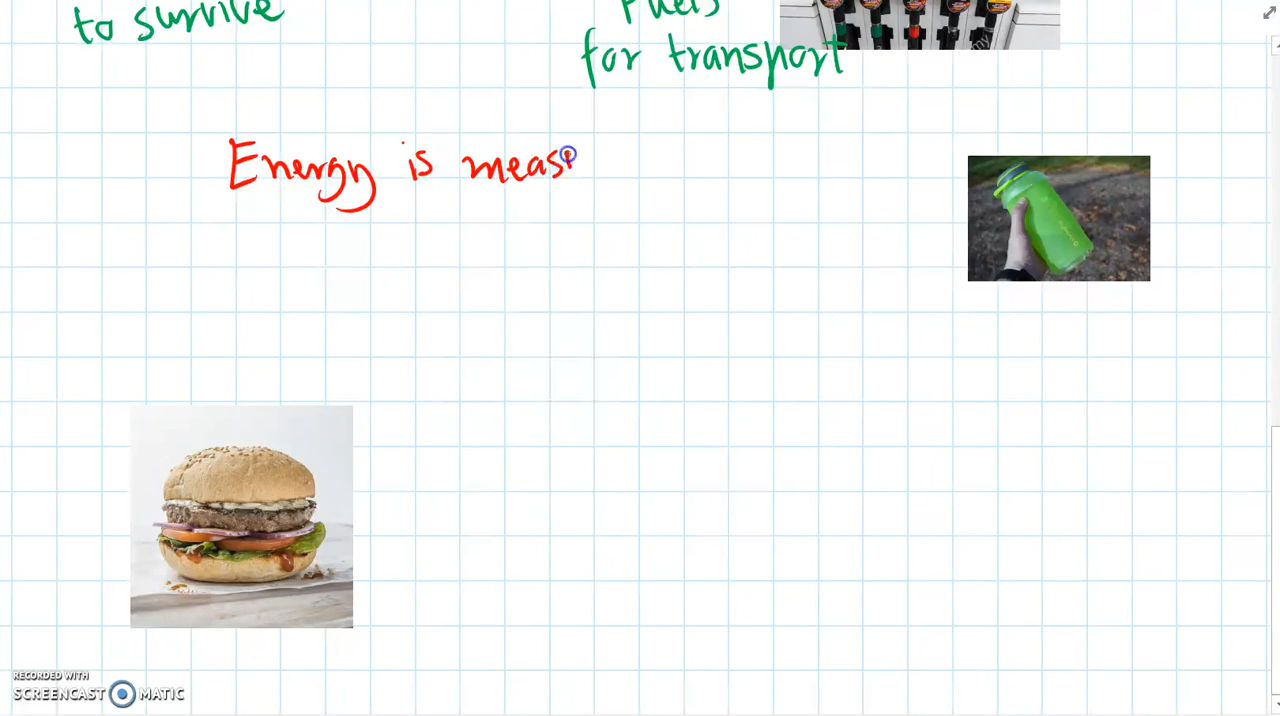 to survive
Fuels
for transport
Energy is meas
RECORDED WITH
SCREENCAST MATIC